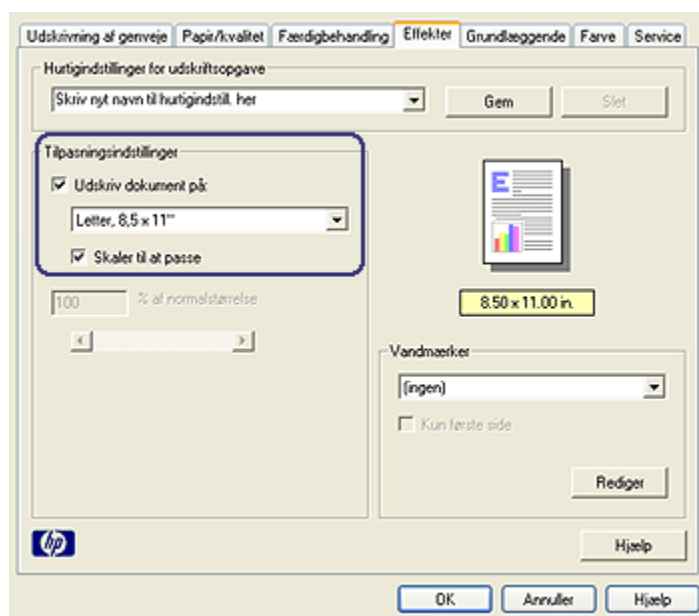 Udskrivning af genveje Papir/kvalitet Færdigbehandling Effekter Grundlæggende Farve Service
Hurtigindstillinger for udskriftsopgave
Skriv nyt navn til hurtigindstill. her Gem Slet
Tilpasningsindstillinger
Udskriv dokument på:
Letter, 8,5 x 11"
Skaler til at passe
100 % af normalstørrelse
E
8.50 x 11.00 in.
Vandmærker
(ingen)
Kun første side
Rediger
hp
Hjælp
OK Annuller Hjælp